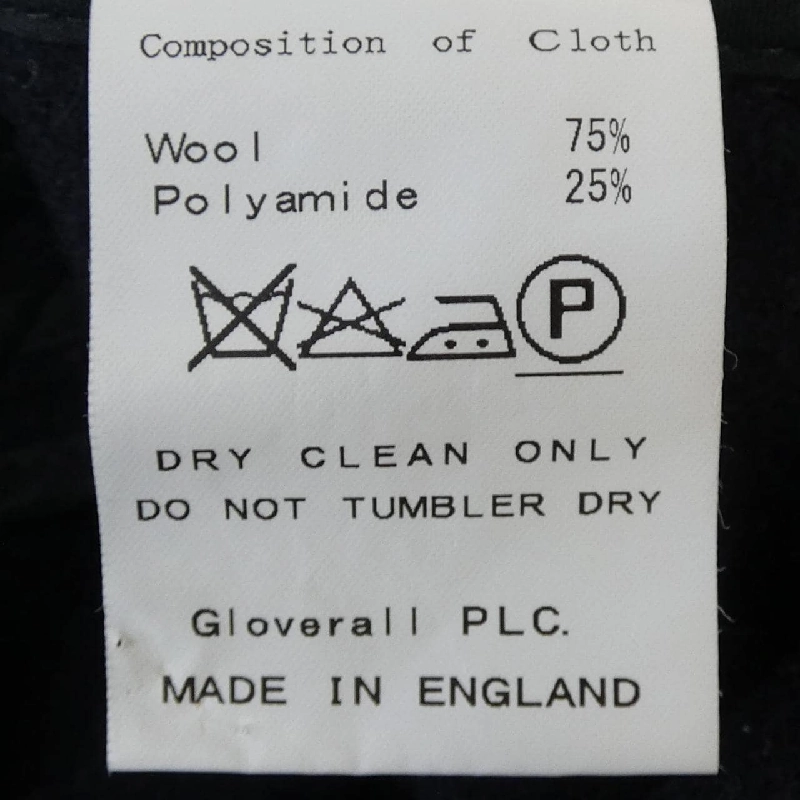 Composition of Cloth
Wool 75%
Polyamide 25%
P
DRY CLEAN ONLY
DO NOT TUMBLER DRY
Gloverall PLC.
MADE IN ENGLAND